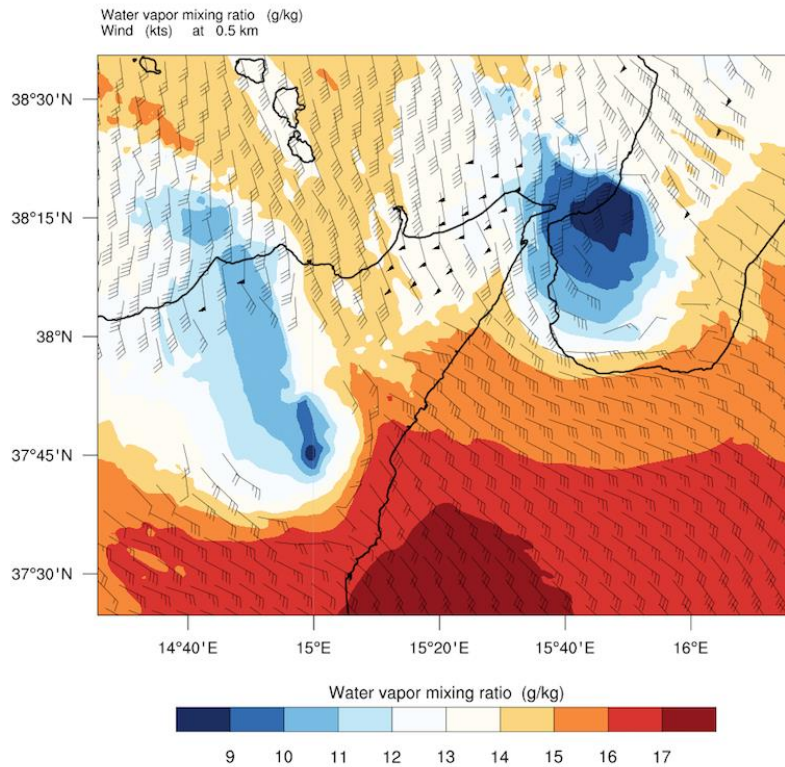 Water vapor mixing ratio (g/kg)
Wind (kts) at 0.5 km
38°30'N
38°15'N
38°N
37°45'N
37°30'N
14°40'E 15°E 15°20'E 15°40'E 16°E
Water vapor mixing ratio (g/kg)
9 10 11 12 13 14 15 16 17